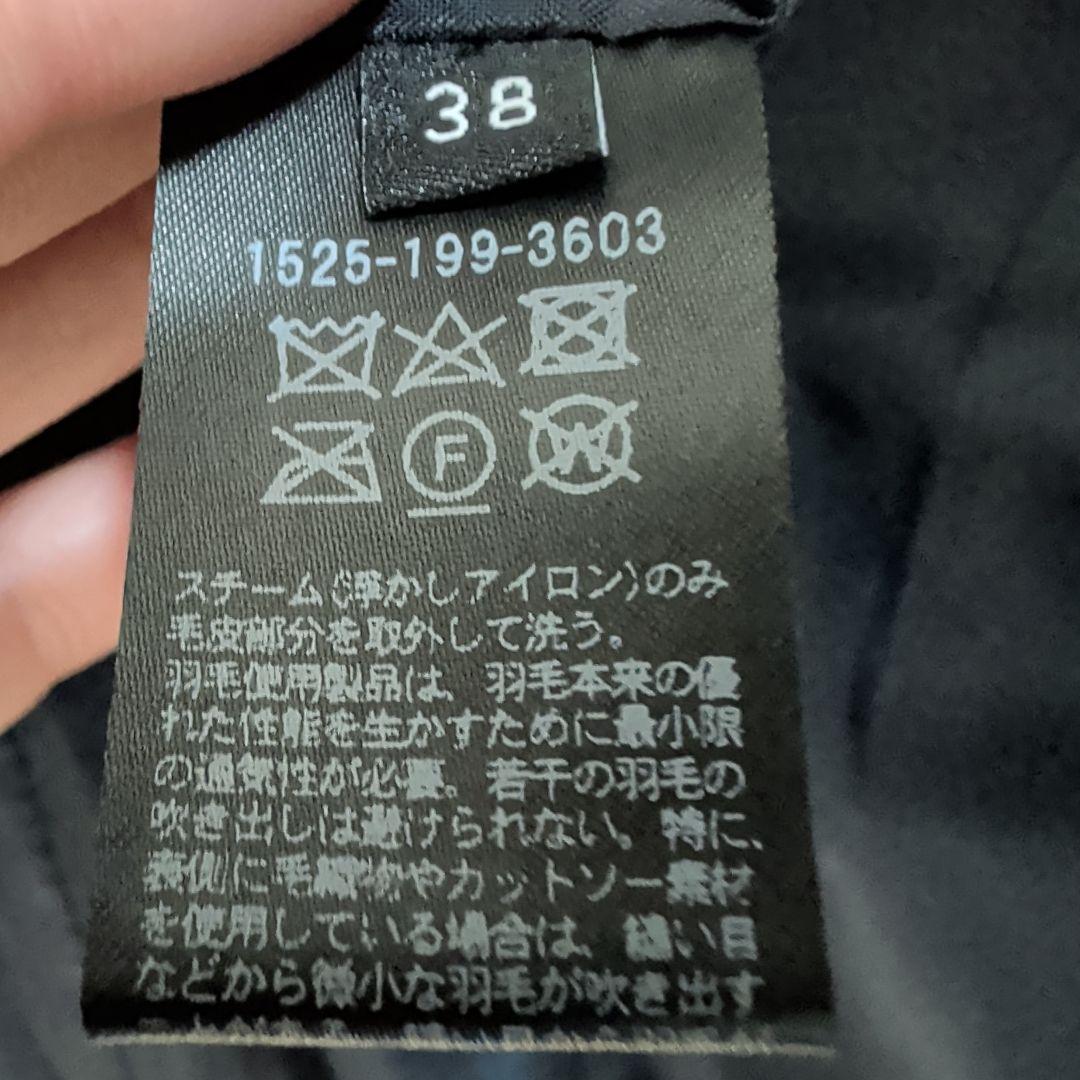 38
1525-199-3603
F
W
スチーム(浮かしアイロン)のみ
毛皮部分を取外して洗う。
羽毛使用製品は、羽毛本来の優
れた性能を生かすために最小限
の通気性が必要。若干の羽毛の
吹き出しは避けられない。特に、
表側に毛織物やカットソー素材
を使用している場合は、縫い目
などから微小な羽毛が吹き出す